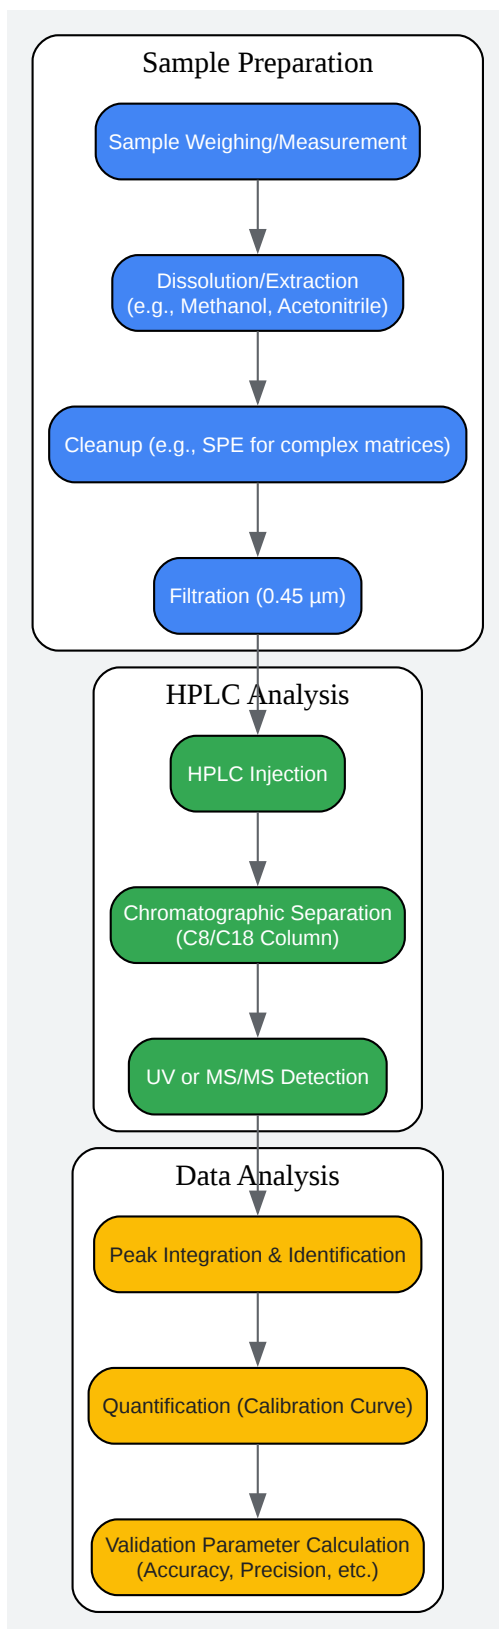 Sample Preparation
Sample Weighing/Measurement
Dissolution/Extraction
(e.g., Methanol, Acetonitrile)
Cleanup (e.g., SPE for complex matrices)
Filtration (0.45 µm)
HPLC Analysis
HPLC Injection
Chromatographic Separation
(C8/C18 Column)
UV or MS/MS Detection
Data Analysis
Peak Integration & Identification
Quantification (Calibration Curve)
Validation Parameter Calculation
(Accuracy, Precision, etc.)